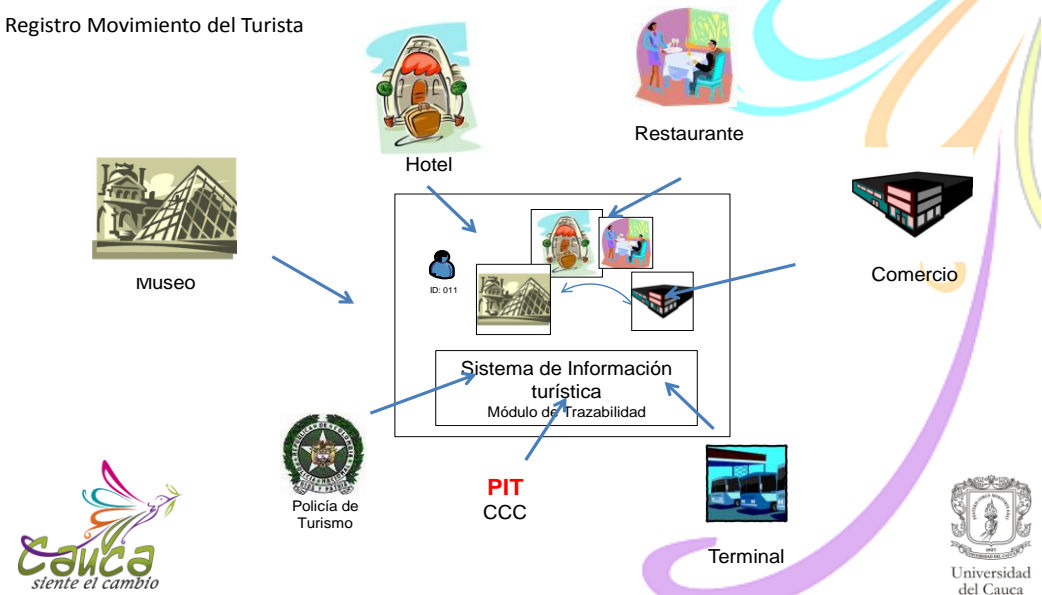 Registro Movimiento del Turista
Restaurante
Hotel
Museo
Comercio
ID: 011
Sistema de Información
turística
Módulo de Trazabilidad
Policía de
Turismo
PIT
CCC
Terminal
Cauca
siente el cambio
Universidad
del Cauca